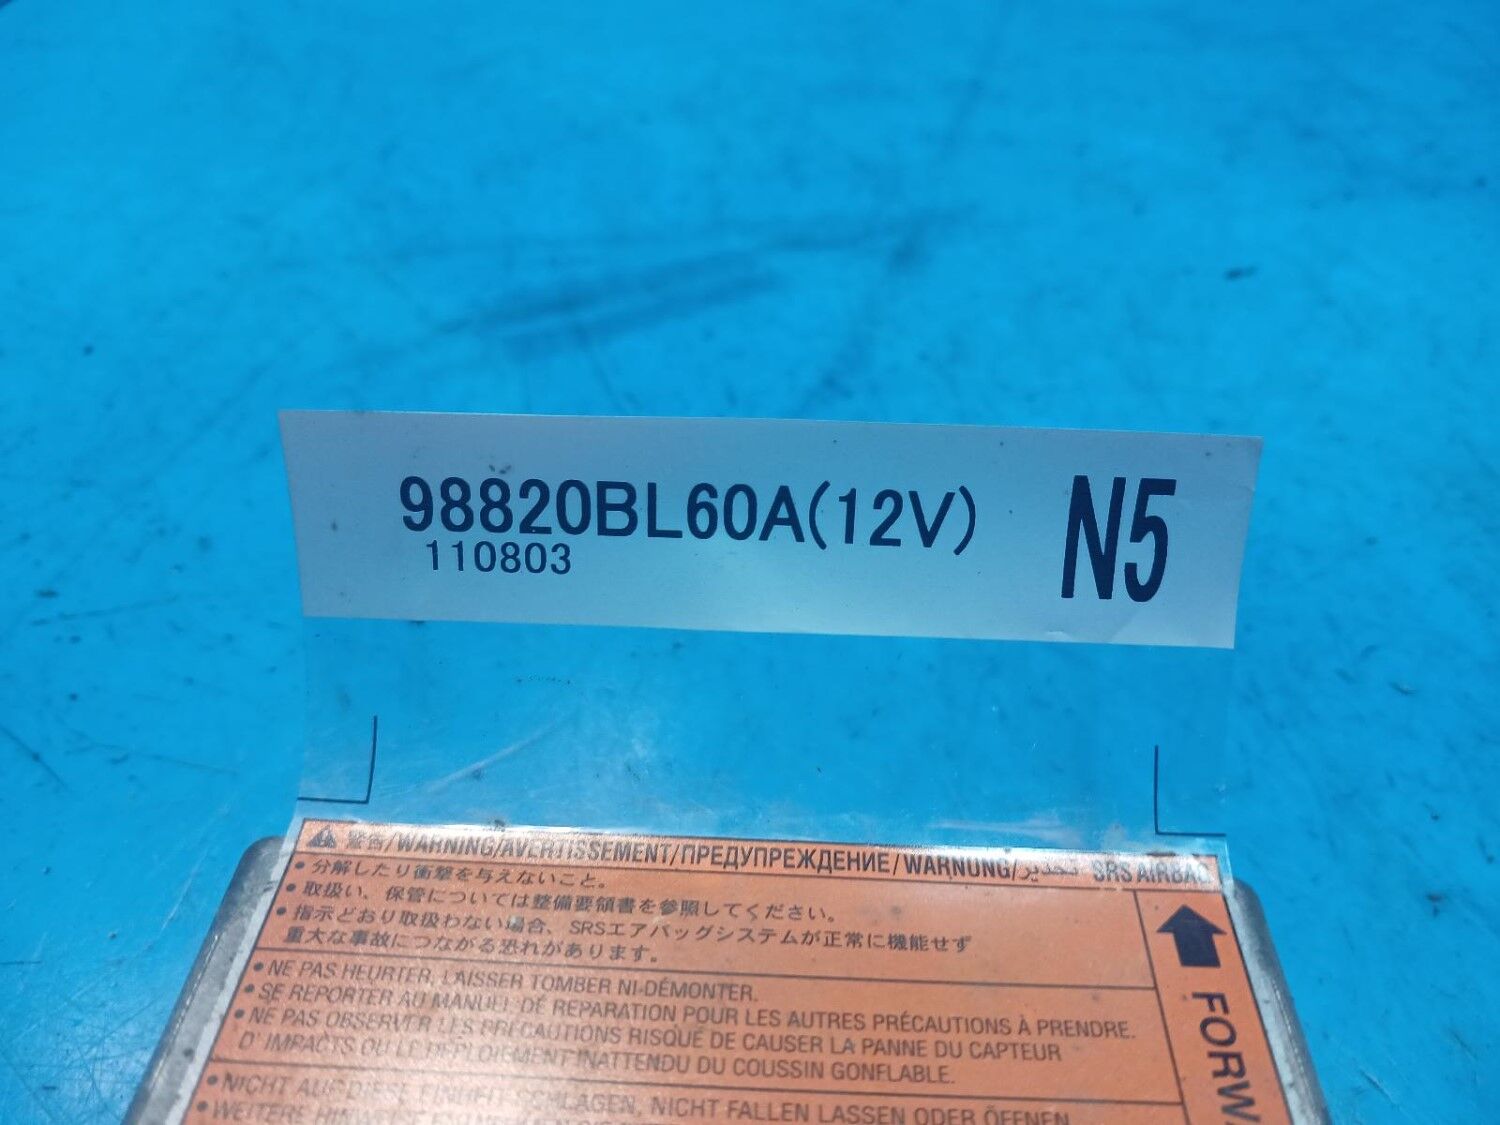 98820BL60A(12V) N5
110803
警告/WARNING/AVERTISSEMENT/ПРЕДУПРЕЖДЕНИЕ/WARNUNG/تحذير SRS AIRBAG
• 分解したり衝撃を与えないこと。
• 取扱い、保管については整備要領書を参照してください。
• 指示どおり取扱わない場合、SRSエアバッグシステムが正常に機能せず
重大な事故につながる恐れがあります。
• NE PAS HEURTER, LAISSER TOMBER NI-DÉMONTER.
• SE REPORTER AU MANUEL DE REPARATION POUR LES AUTRES PRÉCAUTIONS À PRENDRE.
• NE PAS OBSERVER LES PRÉCAUTIONS RISQUE DE CAUSER LA PANNE DU CAPTEUR
D' IMPACTS OU LE DEPLOIEMENT INATTENDU DU COUSSIN GONFLABLE.
• NICHT AUF DIESE EINHEIT SCHLAGEN, NICHT FALLEN LASSEN ODER ÖFFNEN.
• WEITERE HINWEISE
FORWA